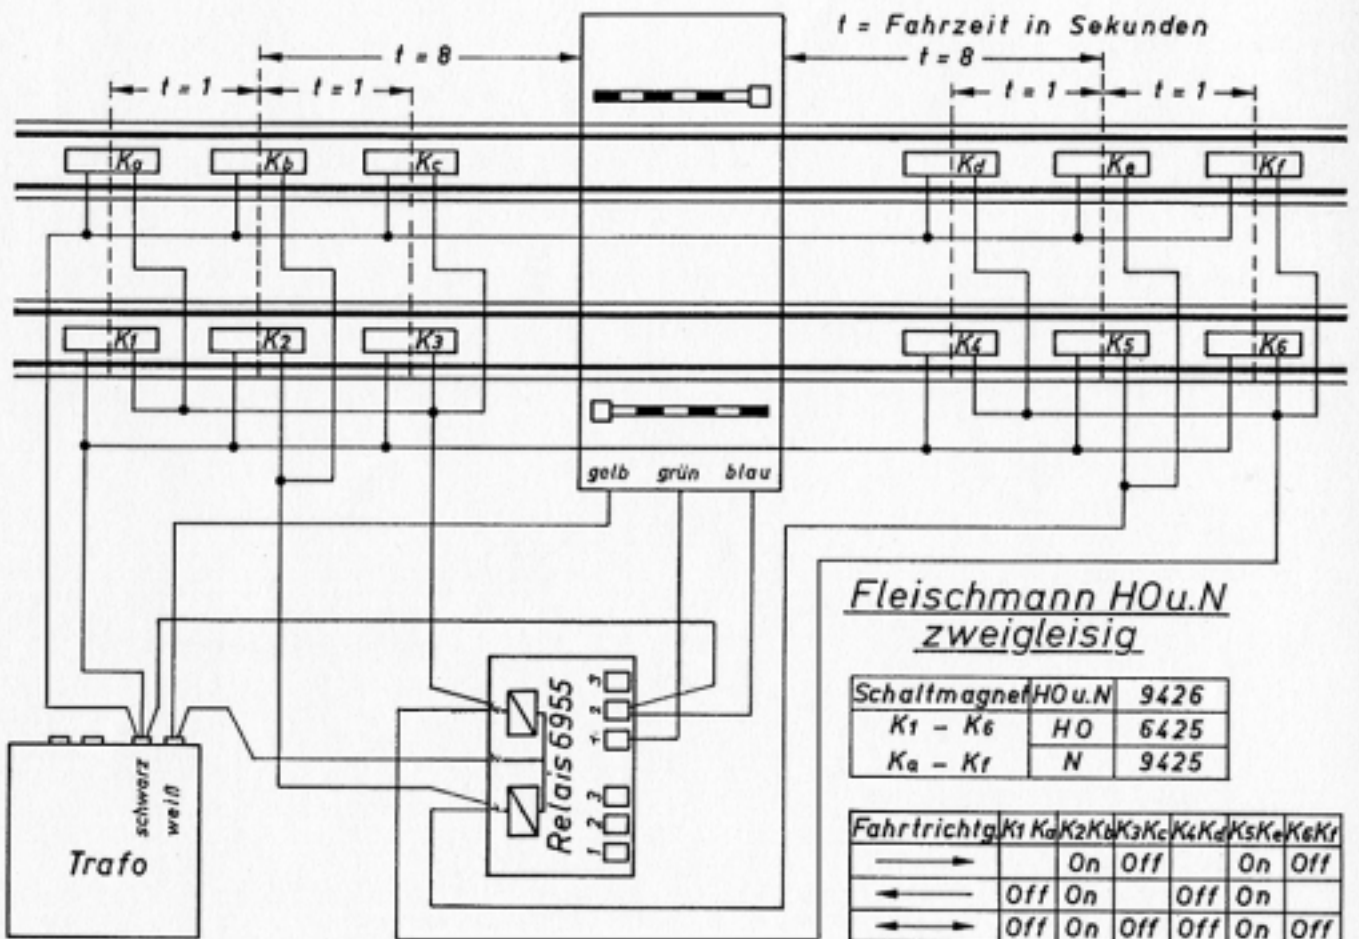 t = Fahrzeit in Sekunden
t = 8
t = 8
t = 1
t = 1
t = 1
t = 1
Ka
Kb
Kc
Kd
Ke
Kf
K1
K2
K3
K4
K5
K6
gelb grün blau
Fleischmann HOu.N
zweigleisig
Schaltmagnet HOu.N 9426
K1 - K6 HO 6425
Ka - Kf N 9425
Fahrtrichtg. K1 Ka K2 Kb K3 Kc K4 Kd K5 Ke K6 Kf
On Off On Off
Off On Off On
Off On Off Off On Off
Relais 6955
3
2
1
3
2
1
schwarz
weiß
Trafo